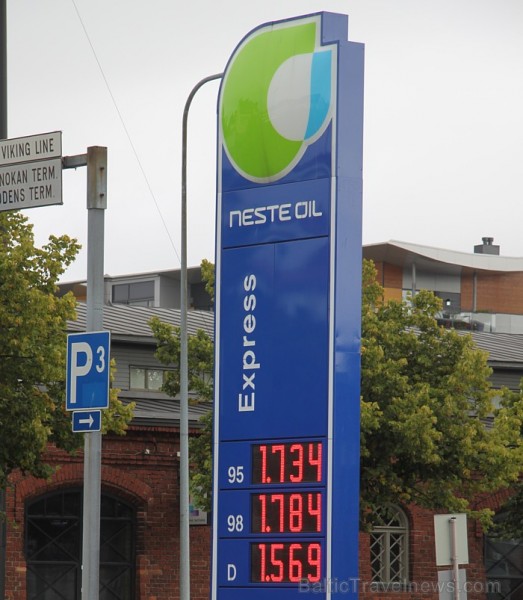 VIKING LINE
NOKAN TERM.
DENS TERM.
P3
NESTE OIL
Express
95 1.734
98 1.784
D 1.569
BalticTravelnews.com